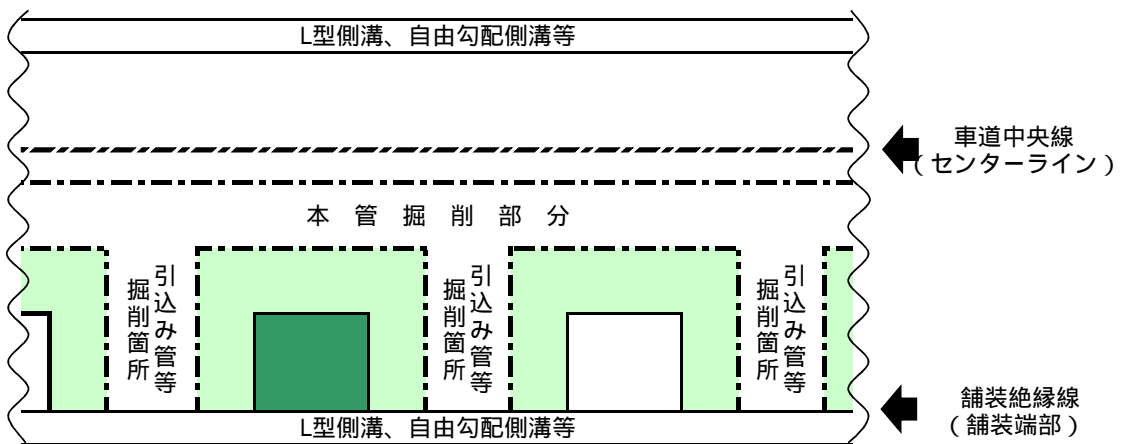 L型側溝、自由勾配側溝等
車道中央線
(センターライン)
本管掘削部分
引込み管等
掘削箇所
引込み管等
掘削箇所
引込み管等
掘削箇所
舗装絶縁線
(舗装端部)
L型側溝、自由勾配側溝等